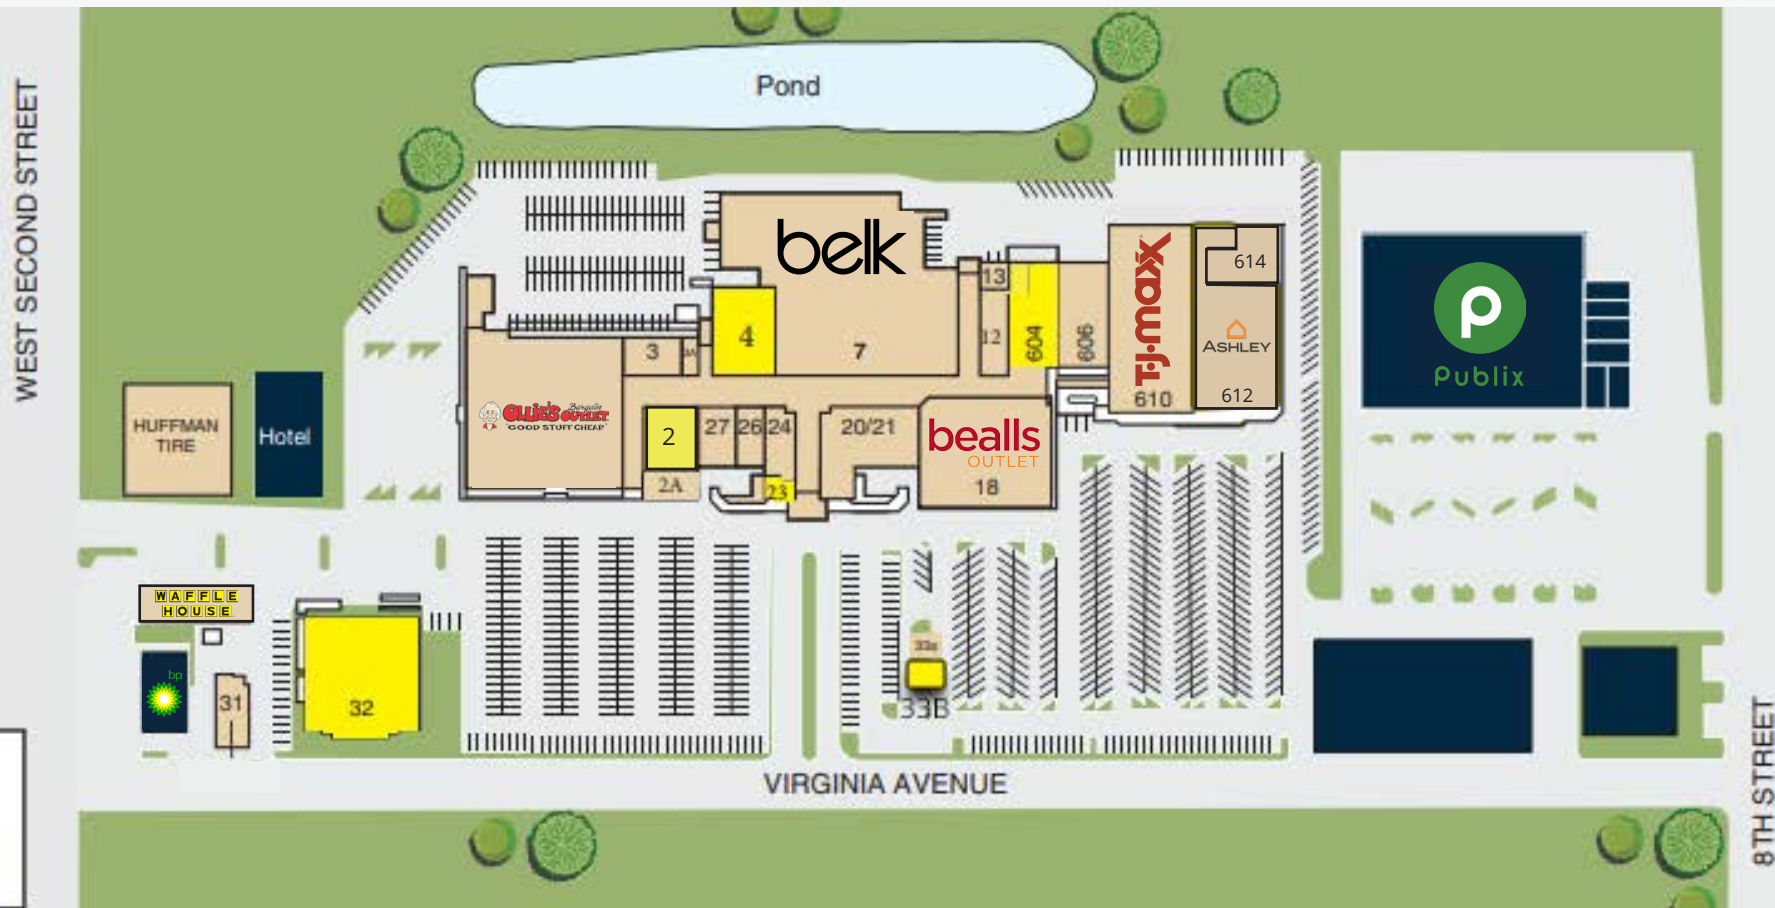 Pond
WEST SECOND STREET
belk
T·J·maxx
614
13
P
Publix
4
12
604
606
3
7
ASHLEY
612
610
HUFFMAN
TIRE
Hotel
OLLIE'S Bargain
OUTLET
"GOOD STUFF CHEAP"
2
27
26
24
20/21
bealls
OUTLET
18
2A
23
WAFFLE
HOUSE
bp
31
32
33a
33B
VIRGINIA AVENUE
8TH STREET